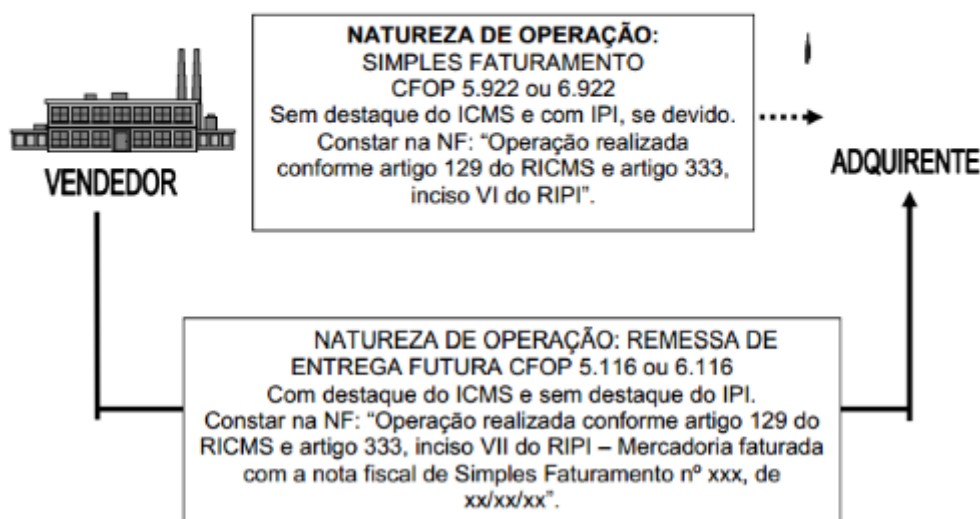 NATUREZA DE OPERAÇÃO:
SIMPLES FATURAMENTO
CFOP 5.922 ou 6.922
Sem destaque do ICMS e com IPI, se devido.
Constar na NF: “Operação realizada
conforme artigo 129 do RICMS e artigo 333,
inciso VI do RIPI”.
VENDEDOR
ADQUIRENTE
NATUREZA DE OPERAÇÃO: REMESSA DE
ENTREGA FUTURA CFOP 5.116 ou 6.116
Com destaque do ICMS e sem destaque do IPI.
Constar na NF: “Operação realizada conforme artigo 129 do
RICMS e artigo 333, inciso VII do RIPI – Mercadoria faturada
com a nota fiscal de Simples Faturamento nº xxx, de
xx/xx/xx”.